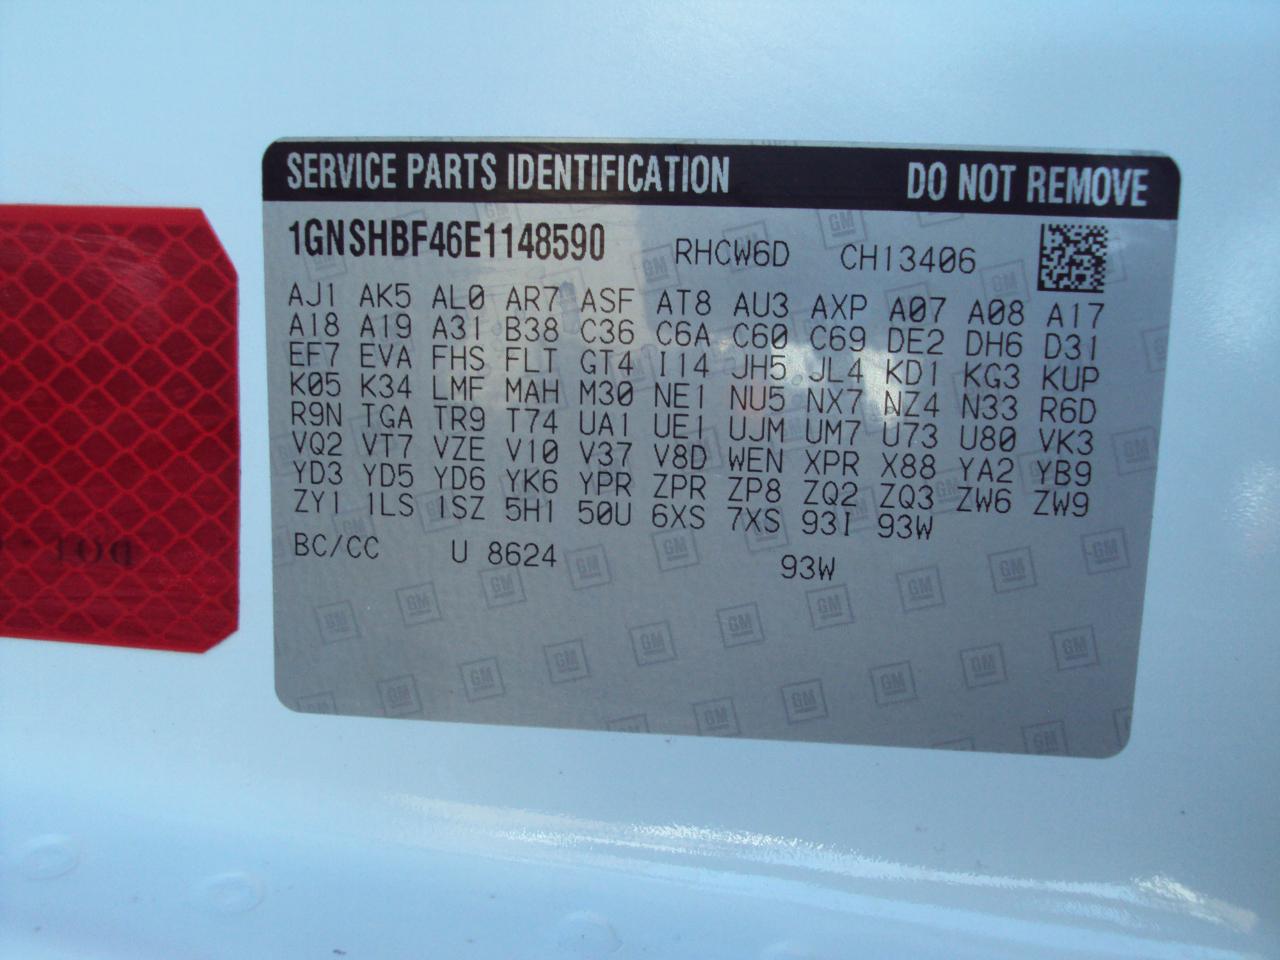 SERVICE PARTS IDENTIFICATION DO NOT REMOVE
1GNSHBF46E1148590 RHCW6D CH13406
AJ1 AK5 AL0 AR7 ASF AT8 AU3 AXP A07 A08 A17
A18 A19 A31 B38 C36 C6A C60 C69 DE2 DH6 D31
EF7 EVA FHS FLT GT4 I14 JH5 JL4 KD1 KG3 KUP
K05 K34 LMF MAH M30 NE1 NU5 NX7 NZ4 N33 R6D
R9N TGA TR9 T74 UA1 UE1 UJM UM7 U73 U80 VK3
VQ2 VT7 VZE V10 V37 V8D WEN XPR X88 YA2 YB9
YD3 YD5 YD6 YK6 YPR ZPR ZP8 ZQ2 ZQ3 ZW6 ZW9
ZY1 1LS 1SZ 5H1 50U 6XS 7XS 93I 93W
BC/CC U 8624 93W
DOT-